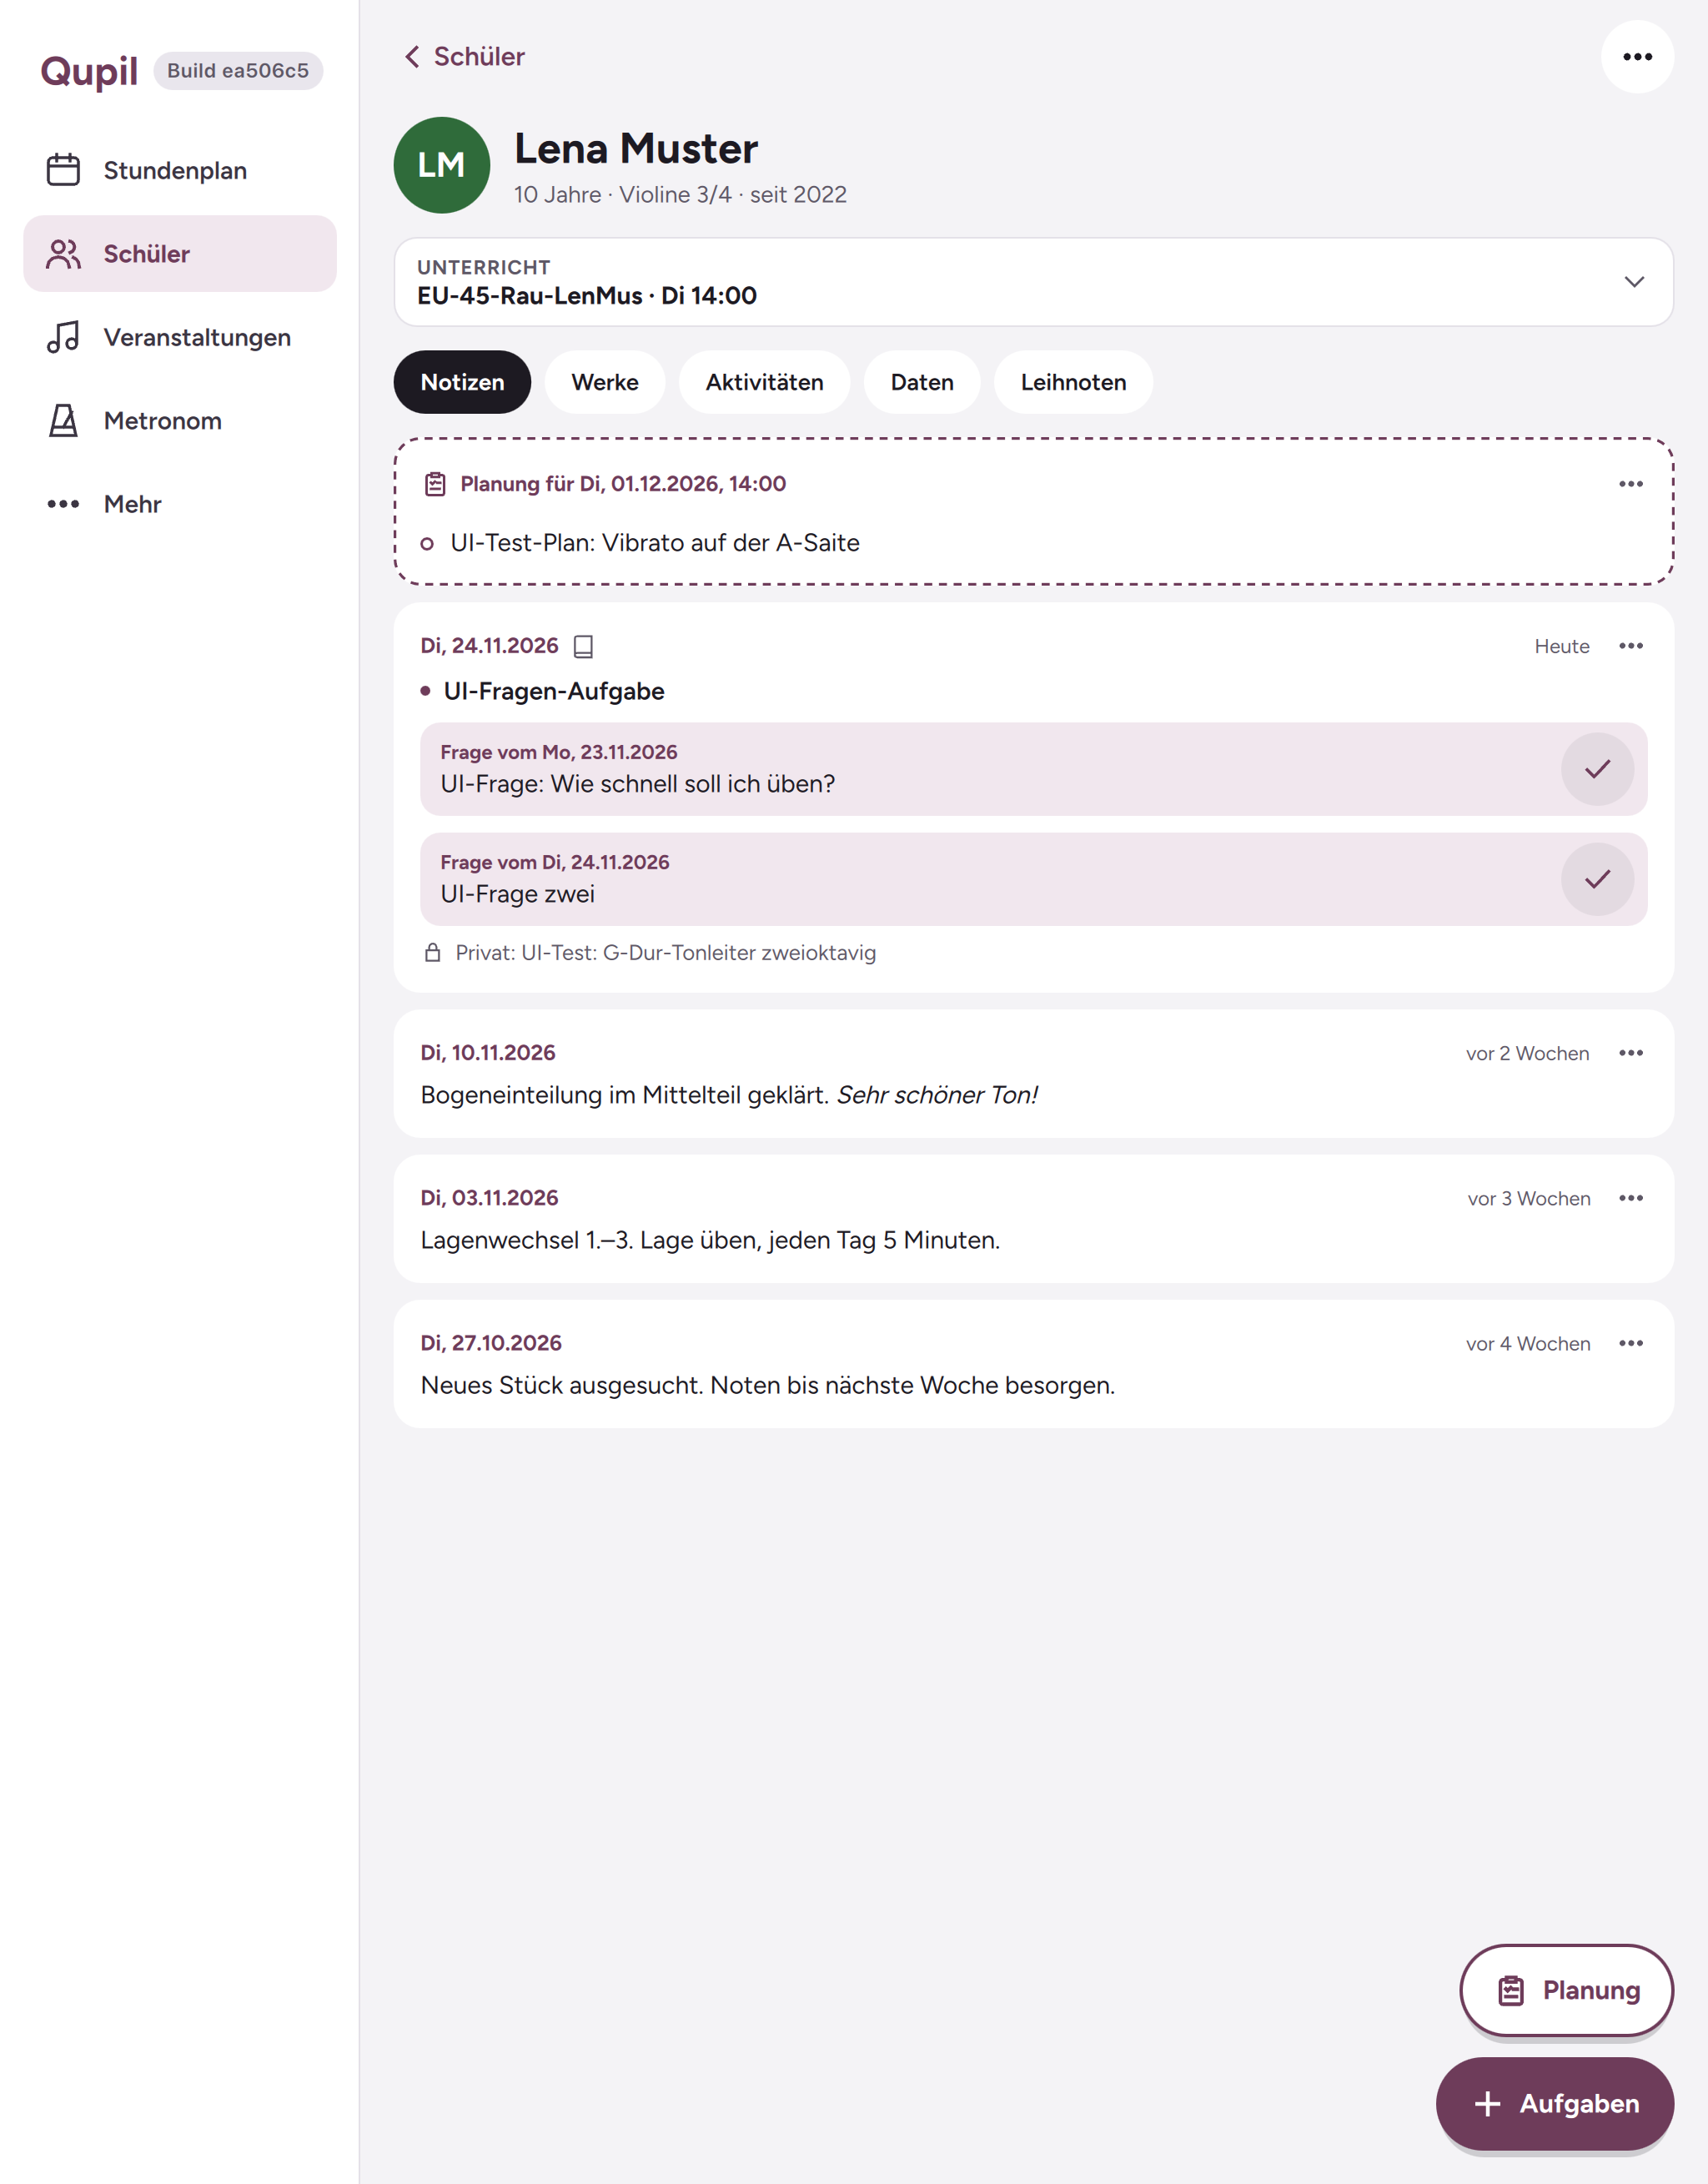 Qupil
Build ea506c5
Stundenplan
Schüler
Veranstaltungen
Metronom
Mehr
Schüler
LM
Lena Muster
10 Jahre · Violine 3/4 · seit 2022
UNTERRICHT
EU-45-Rau-LenMus · Di 14:00
Notizen
Werke
Aktivitäten
Daten
Leihnoten
Planung für Di, 01.12.2026, 14:00
UI-Test-Plan: Vibrato auf der A-Saite
Di, 24.11.2026
Heute
UI-Fragen-Aufgabe
Frage vom Mo, 23.11.2026
UI-Frage: Wie schnell soll ich üben?
Frage vom Di, 24.11.2026
UI-Frage zwei
Privat: UI-Test: G-Dur-Tonleiter zweioktavig
Di, 10.11.2026
vor 2 Wochen
Bogeneinteilung im Mittelteil geklärt. Sehr schöner Ton!
Di, 03.11.2026
vor 3 Wochen
Lagenwechsel 1.–3. Lage üben, jeden Tag 5 Minuten.
Di, 27.10.2026
vor 4 Wochen
Neues Stück ausgesucht. Noten bis nächste Woche besorgen.
Planung
Aufgaben